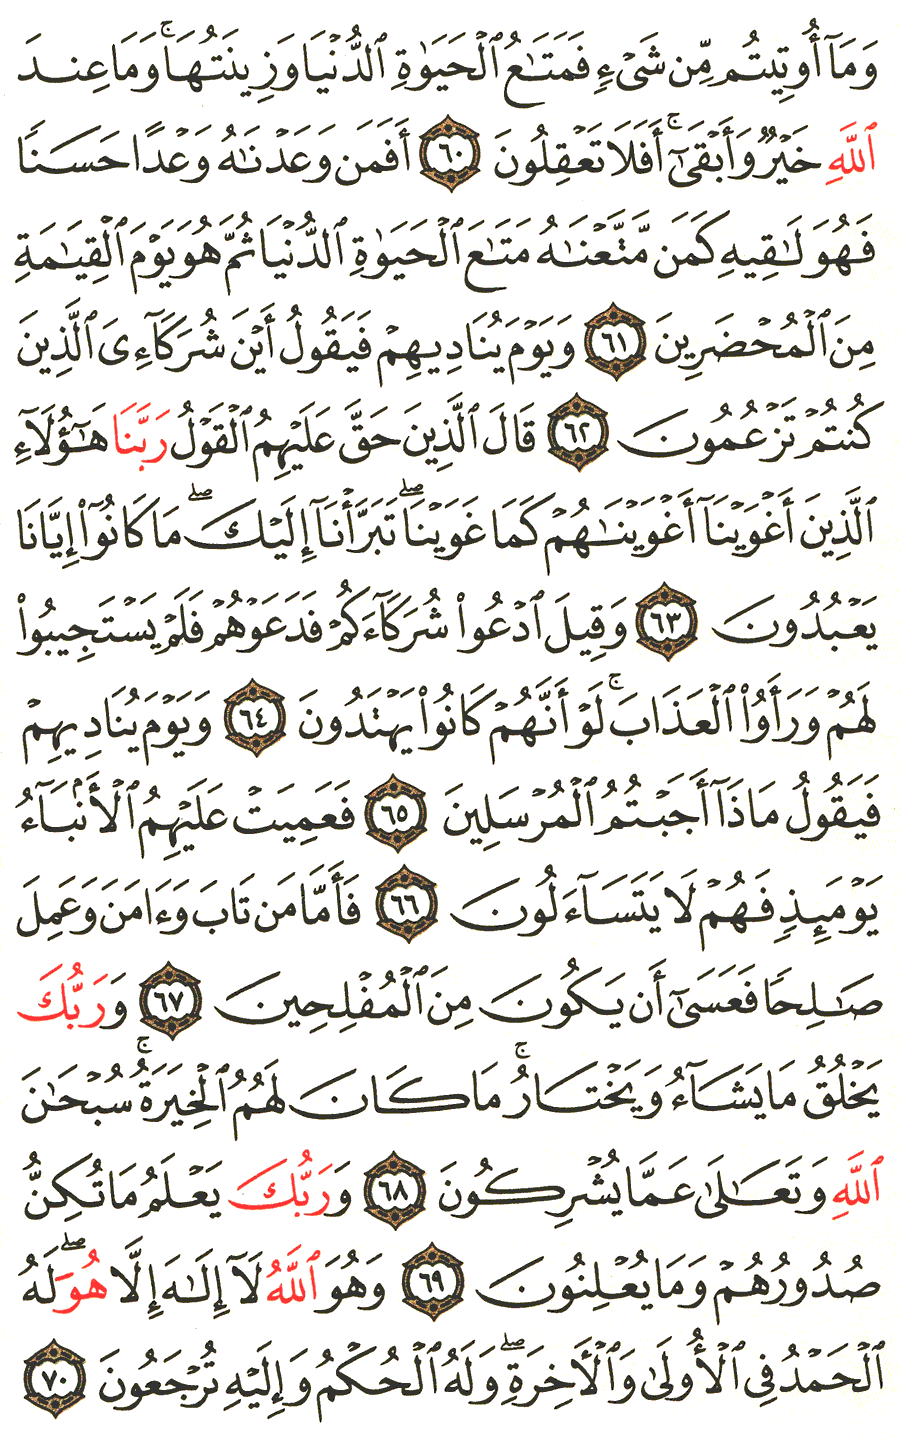 وَمَآ أُوتِيتُم مِّن شَىْءٍ فَمَتَـٰعُ ٱلْحَيَوٰةِ ٱلدُّنْيَا وَزِينَتُهَا ۚ وَمَا عِندَ
ٱللَّهِ خَيْرٌ وَأَبْقَىٰٓ ۚ أَفَلَا تَعْقِلُونَ ٦٠ أَفَمَن وَعَدْنَـٰهُ وَعْدًا حَسَنًا
فَهُوَ لَـٰقِيهِ كَمَن مَّتَّعْنَـٰهُ مَتَـٰعَ ٱلْحَيَوٰةِ ٱلدُّنْيَا ثُمَّ هُوَ يَوْمَ ٱلْقِيَـٰمَةِ
مِنَ ٱلْمُحْضَرِينَ ٦١ وَيَوْمَ يُنَادِيهِمْ فَيَقُولُ أَيْنَ شُرَكَآءِىَ ٱلَّذِينَ
كُنتُمْ تَزْعُمُونَ ٦٢ قَالَ ٱلَّذِينَ حَقَّ عَلَيْهِمُ ٱلْقَوْلُ رَبَّنَا هَـٰٓؤُلَآءِ
ٱلَّذِينَ أَغْوَيْنَآ أَغْوَيْنَـٰهُمْ كَمَا غَوَيْنَا ۖ تَبَرَّأْنَآ إِلَيْكَ ۖ مَا كَانُوٓا۟ إِيَّانَا
يَعْبُدُونَ ٦٣ وَقِيلَ ٱدْعُوا۟ شُرَكَآءَكُمْ فَدَعَوْهُمْ فَلَمْ يَسْتَجِيبُوا۟
لَهُمْ وَرَأَوُا۟ ٱلْعَذَابَ ۚ لَوْ أَنَّهُمْ كَانُوا۟ يَهْتَدُونَ ٦٤ وَيَوْمَ يُنَادِيهِمْ
فَيَقُولُ مَاذَآ أَجَبْتُمُ ٱلْمُرْسَلِينَ ٦٥ فَعَمِيَتْ عَلَيْهِمُ ٱلْأَنۢبَآءُ
يَوْمَئِذٍ فَهُمْ لَا يَتَسَآءَلُونَ ٦٦ فَأَمَّا مَن تَابَ وَءَامَنَ وَعَمِلَ
صَـٰلِحًا فَعَسَىٰٓ أَن يَكُونَ مِنَ ٱلْمُفْلِحِينَ ٦٧ وَرَبُّكَ
يَخْلُقُ مَا يَشَآءُ وَيَخْتَارُ ۗ مَا كَانَ لَهُمُ ٱلْخِيَرَةُ ۚ سُبْحَـٰنَ
ٱللَّهِ وَتَعَـٰلَىٰ عَمَّا يُشْرِكُونَ ٦٨ وَرَبُّكَ يَعْلَمُ مَا تُكِنُّ
صُدُورُهُمْ وَمَا يُعْلِنُونَ ٦٩ وَهُوَ ٱللَّهُ لَآ إِلَـٰهَ إِلَّا هُوَ ۖ لَهُ
ٱلْحَمْدُ فِى ٱلْأُولَىٰ وَٱلْـَٔاخِرَةِ ۖ وَلَهُ ٱلْحُكْمُ وَإِلَيْهِ تُرْجَعُونَ ٧٠